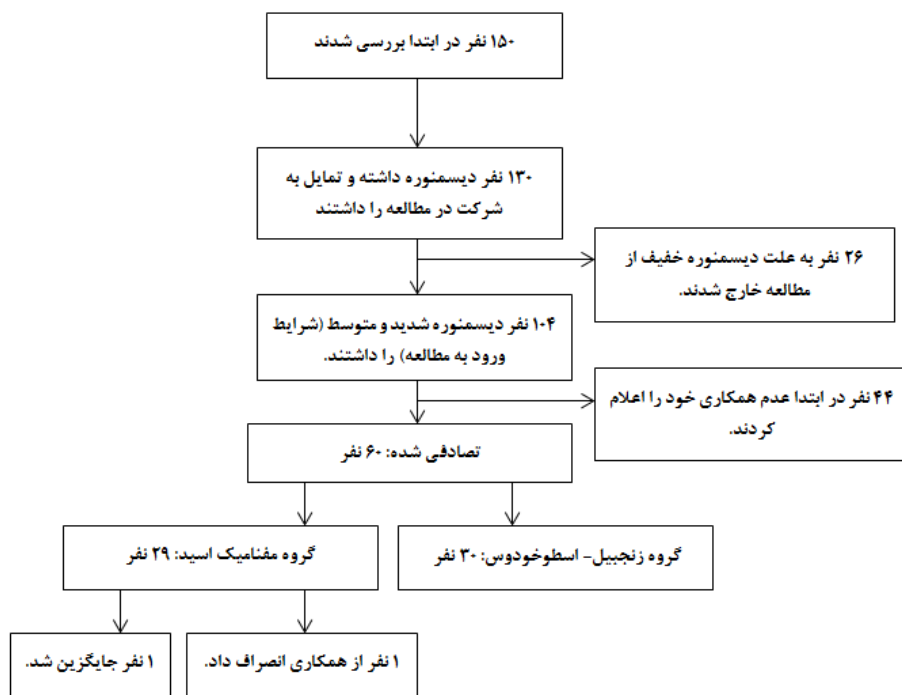 ۱۵۰ نفر در ابتدا بررسی شدند
۱۳۰ نفر دیسمنوره داشته و تمایل به
شرکت در مطالعه را داشتند
۲۶ نفر به علت دیسمنوره خفیف از
مطالعه خارج شدند.
۱۰۴ نفر دیسمنوره شدید و متوسط (شرایط
ورود به مطالعه) را داشتند.
۴۴ نفر در ابتدا عدم همکاری خود را اعلام
کردند.
تصادفی شده: ۶۰ نفر
گروه زنجبیل- اسطوخودوس: ۳۰ نفر
گروه مفنامیک اسید: ۲۹ نفر
۱ نفر از همکاری انصراف داد.
۱ نفر جایگزین شد.